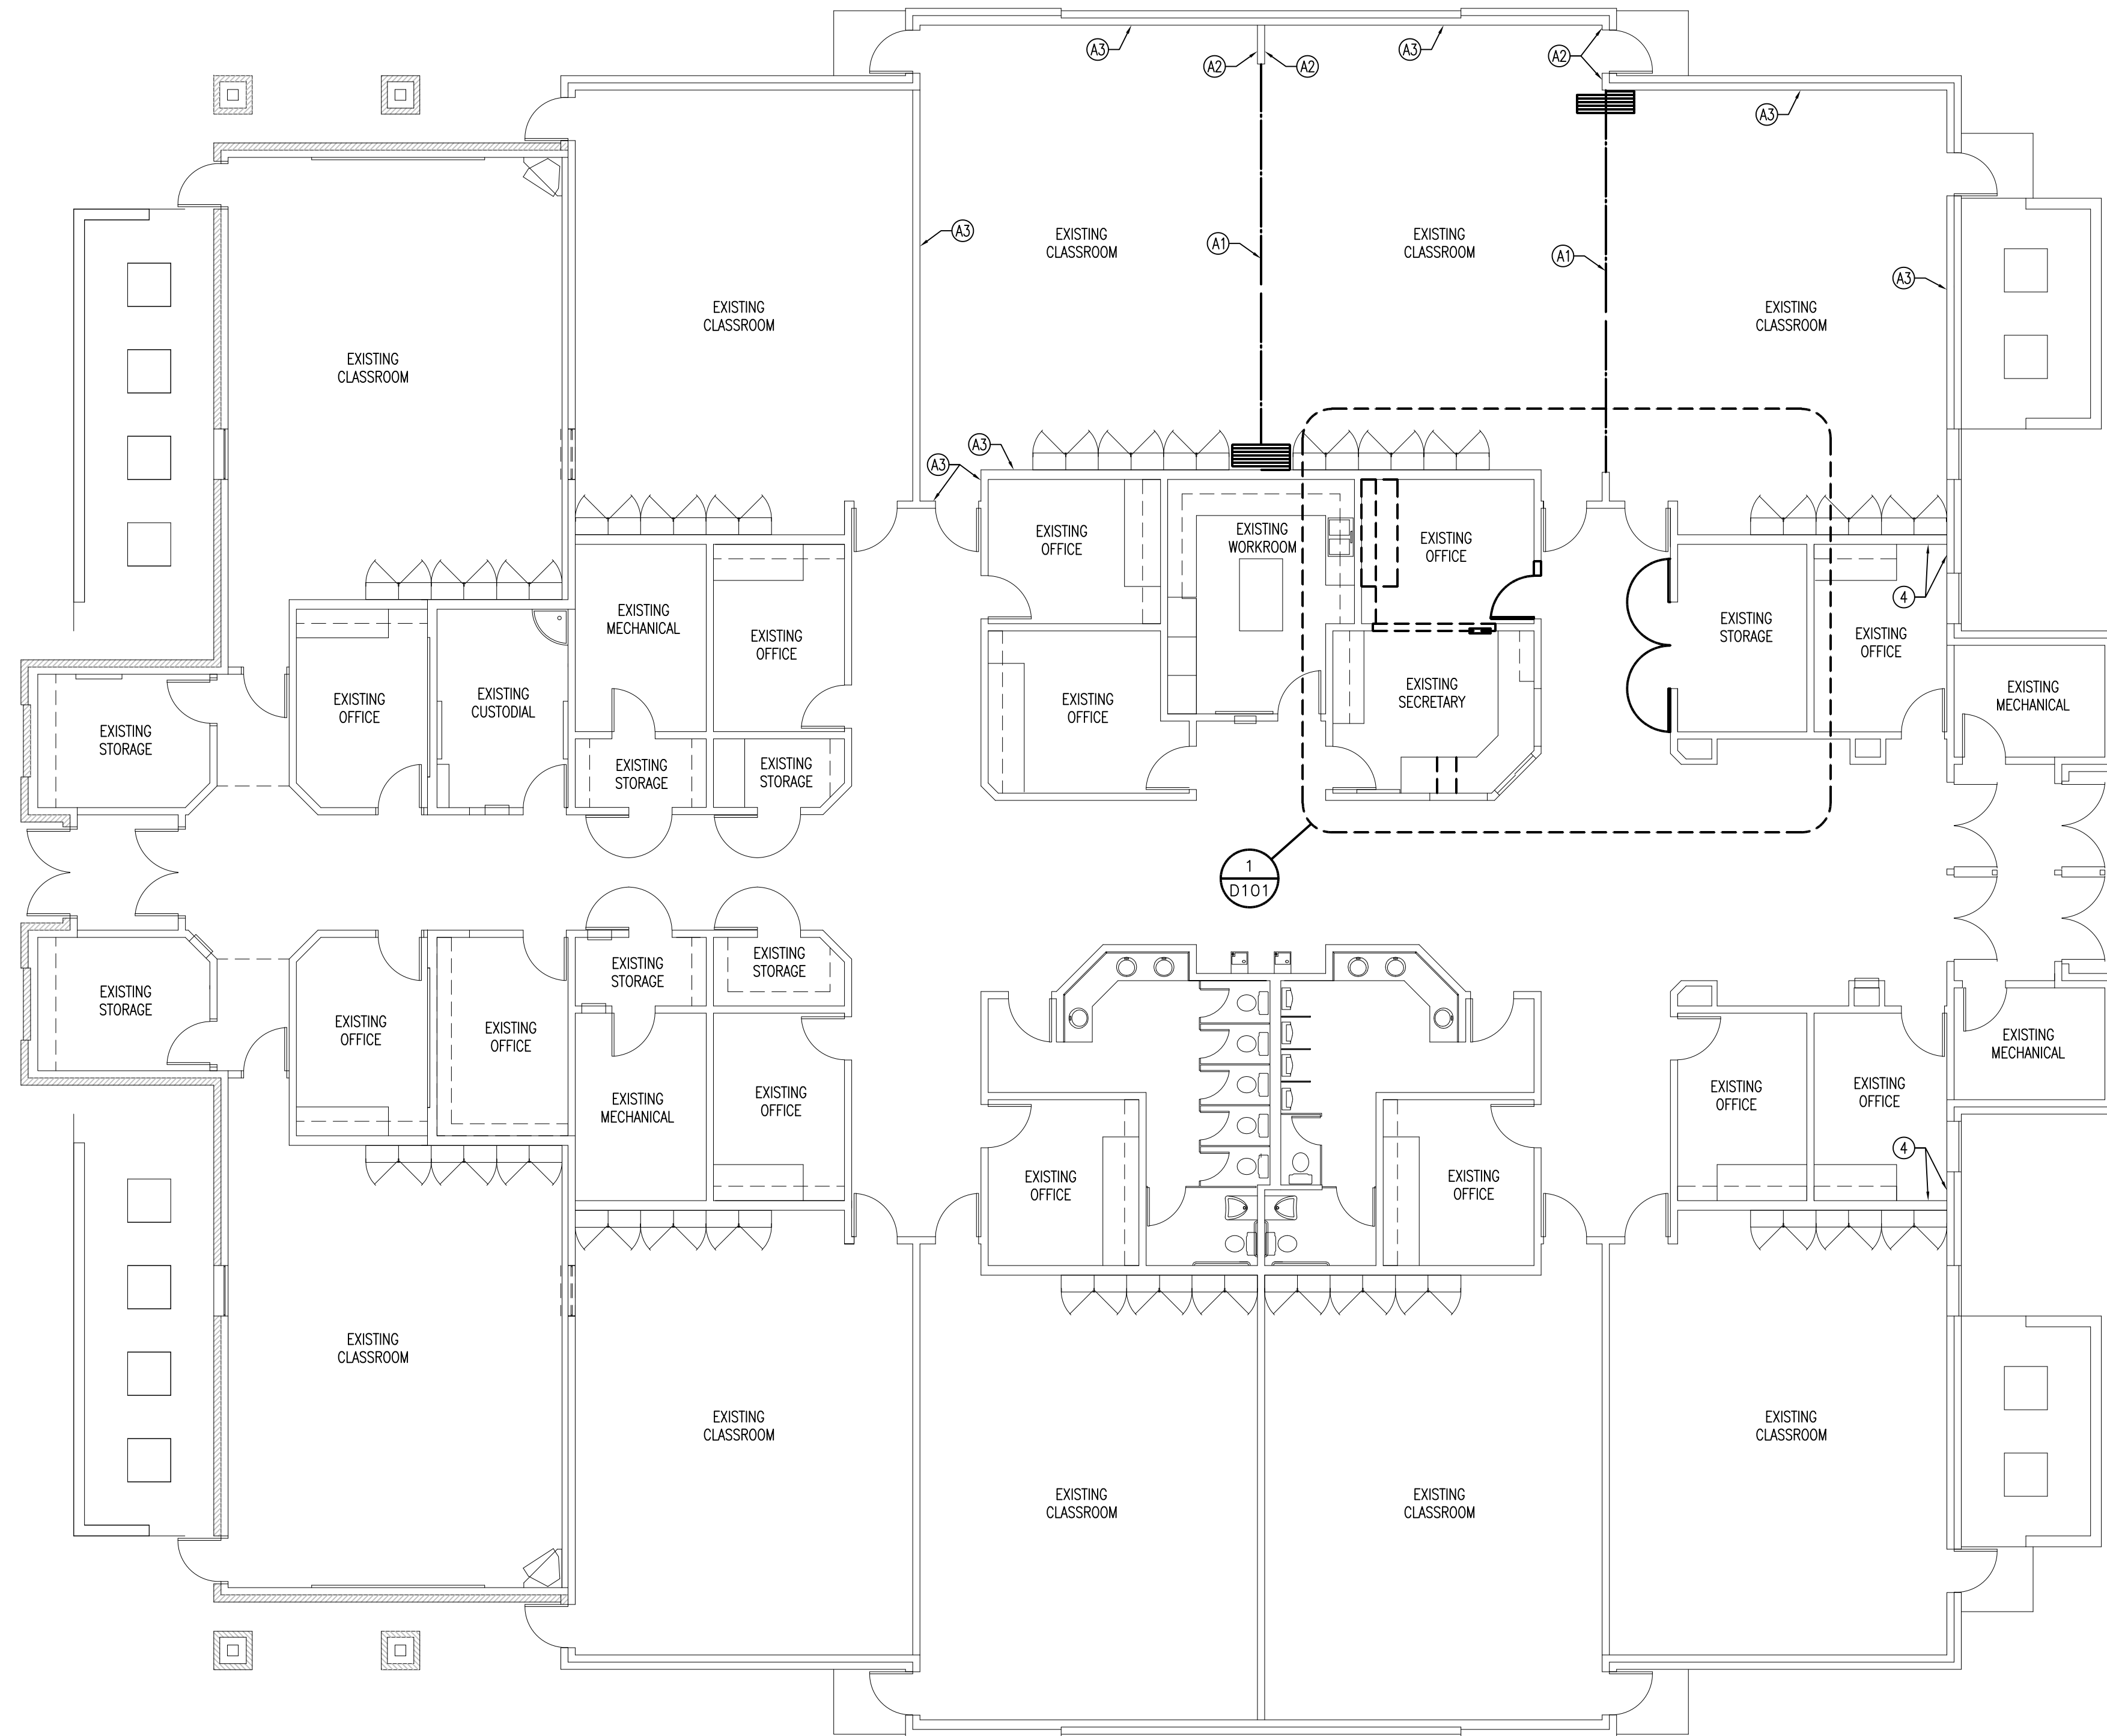 A3
A3
A2
A2
A2
A3
A3
A1
A1
A3
EXISTING
CLASSROOM
EXISTING
CLASSROOM
EXISTING
CLASSROOM
EXISTING
CLASSROOM
EXISTING
CLASSROOM
A3
A3
EXISTING
OFFICE
EXISTING
WORKROOM
EXISTING
OFFICE
4
EXISTING
MECHANICAL
EXISTING
OFFICE
EXISTING
STORAGE
EXISTING
OFFICE
EXISTING
STORAGE
EXISTING
OFFICE
EXISTING
CUSTODIAL
EXISTING
OFFICE
EXISTING
SECRETARY
EXISTING
MECHANICAL
EXISTING
STORAGE
EXISTING
STORAGE
1
D101
EXISTING
STORAGE
EXISTING
STORAGE
EXISTING
STORAGE
EXISTING
OFFICE
EXISTING
OFFICE
EXISTING
MECHANICAL
EXISTING
MECHANICAL
EXISTING
OFFICE
EXISTING
OFFICE
EXISTING
OFFICE
4
EXISTING
OFFICE
EXISTING
OFFICE
EXISTING
CLASSROOM
EXISTING
CLASSROOM
EXISTING
CLASSROOM
EXISTING
CLASSROOM
EXISTING
CLASSROOM